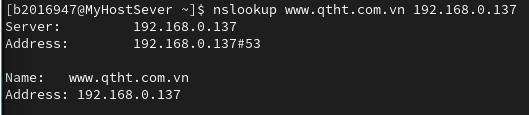 [b2016947@MyHostSever ~]$ nslookup www.qtht.com.vn 192.168.0.137
Server:         192.168.0.137
Address:        192.168.0.137#53
Name:   www.qtht.com.vn
Address: 192.168.0.137